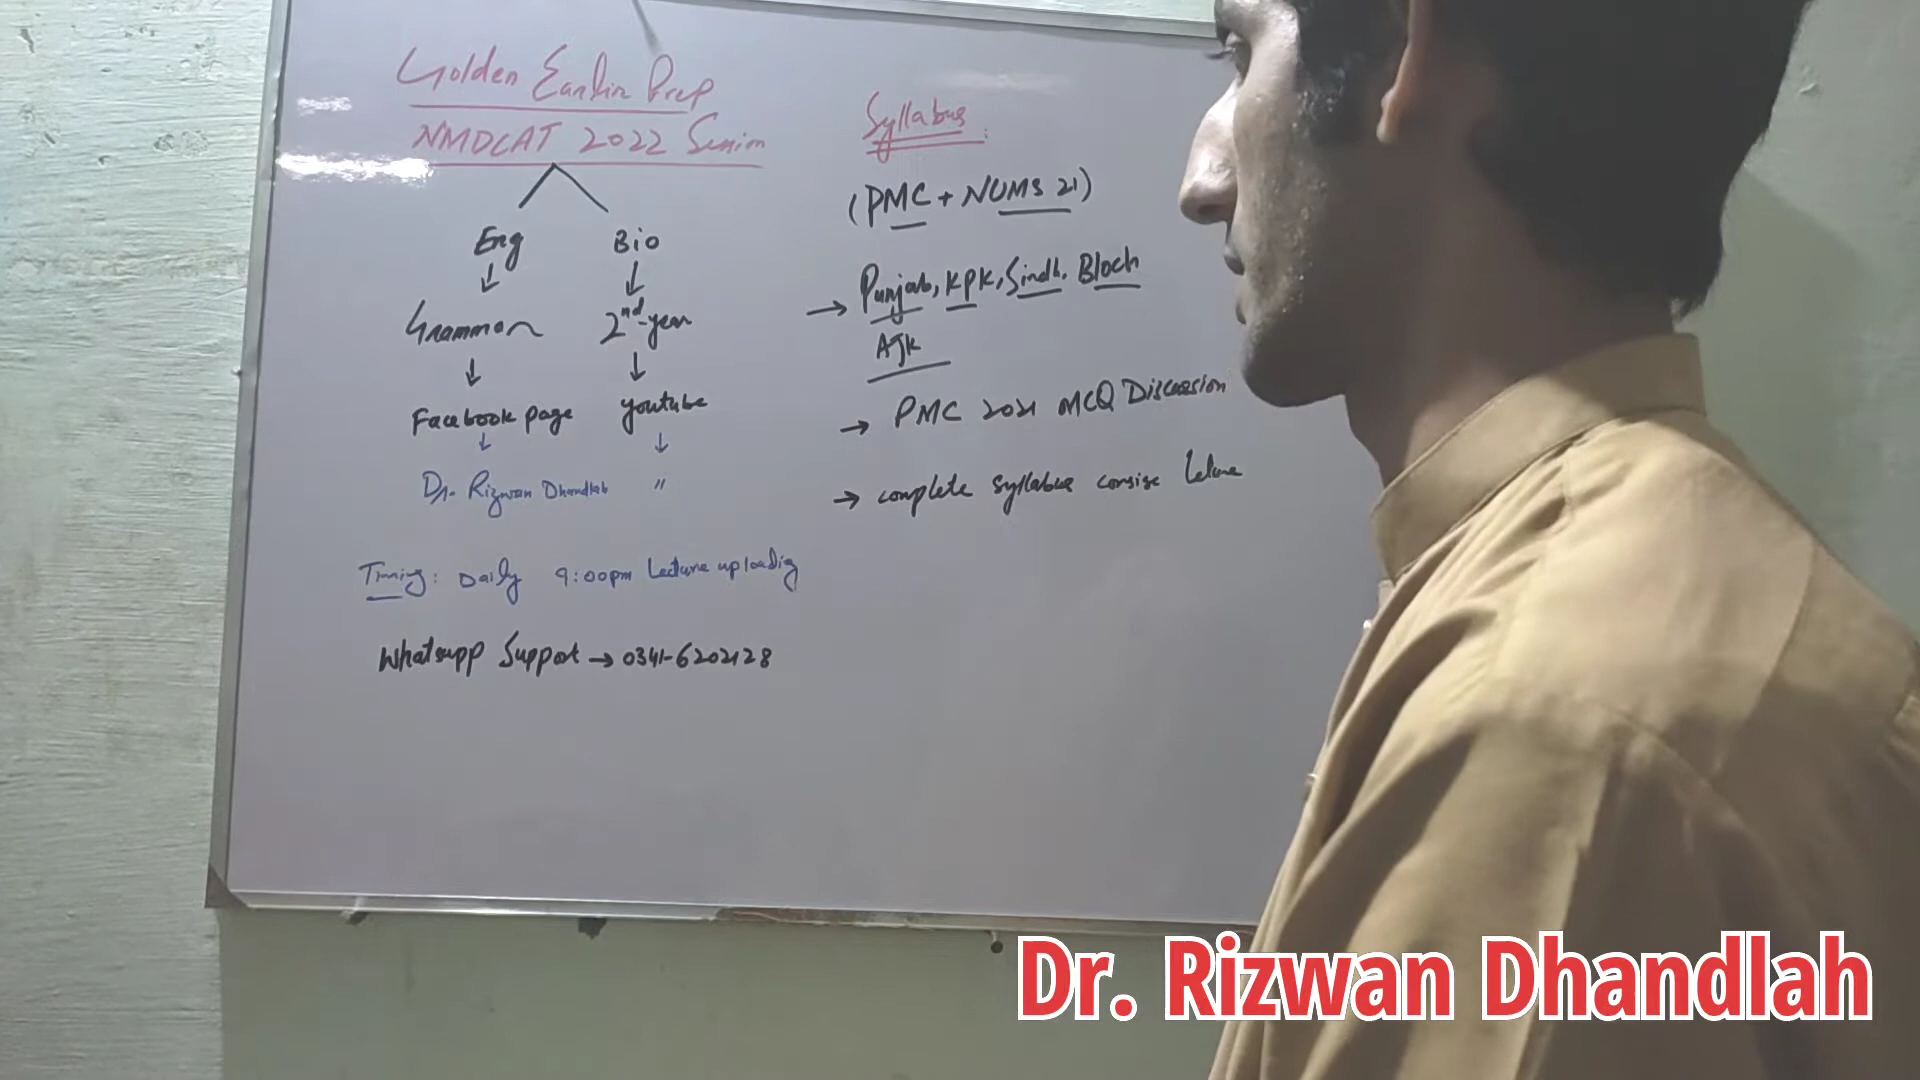 Golden Earlier Prep
NMDCAT 2022 Session
Eng
Bio
Grammar
2nd-year
Facebook page
youtube
Dr. Rizwan Dhandlah
"
Timing: Daily 9:00pm Lecture uploading
Whatsapp Support → 0341-6202128
Syllabus:
(PMC + NUMS 21)
→ Punjab, KPK, Sindh, Bloch
AJK
→ PMC 2021 MCQ Discussion
→ complete syllabus consise Lecture
Dr. Rizwan Dhandlah